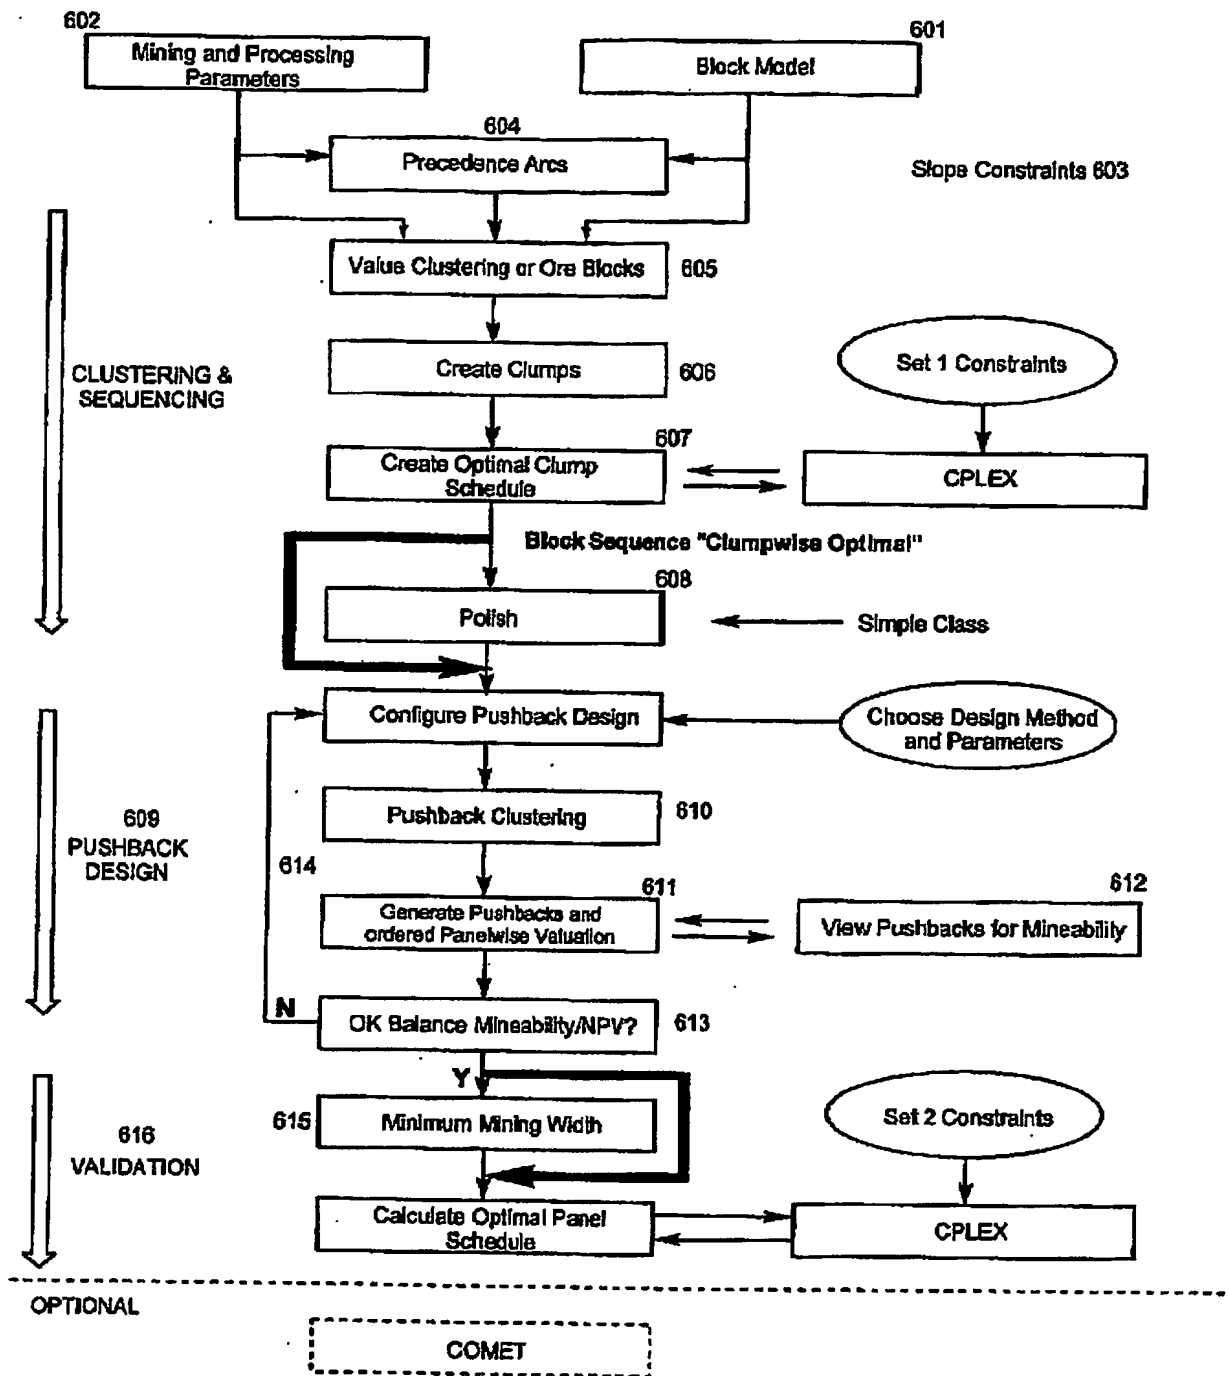 602
Mining and Processing
Parameters
601
Block Model
604
Precedence Arcs
Slope Constraints 603
Value Clustering or Ore Blocks
605
CLUSTERING &
SEQUENCING
Create Clumps
606
Set 1 Constraints
607
Create Optimal Clump
Schedule
CPLEX
Block Sequence "Clumpwise Optimal"
608
Polish
Simple Class
Configure Pushback Design
Choose Design Method
and Parameters
609
PUSHBACK
DESIGN
Pushback Clustering
610
614
611
Generate Pushbacks and
ordered Panelwise Valuation
612
View Pushbacks for Mineability
N
OK Balance Mineability/NPV?
613
Y
615
Minimum Mining Width
Set 2 Constraints
616
VALIDATION
Calculate Optimal Panel
Schedule
CPLEX
OPTIONAL
COMET